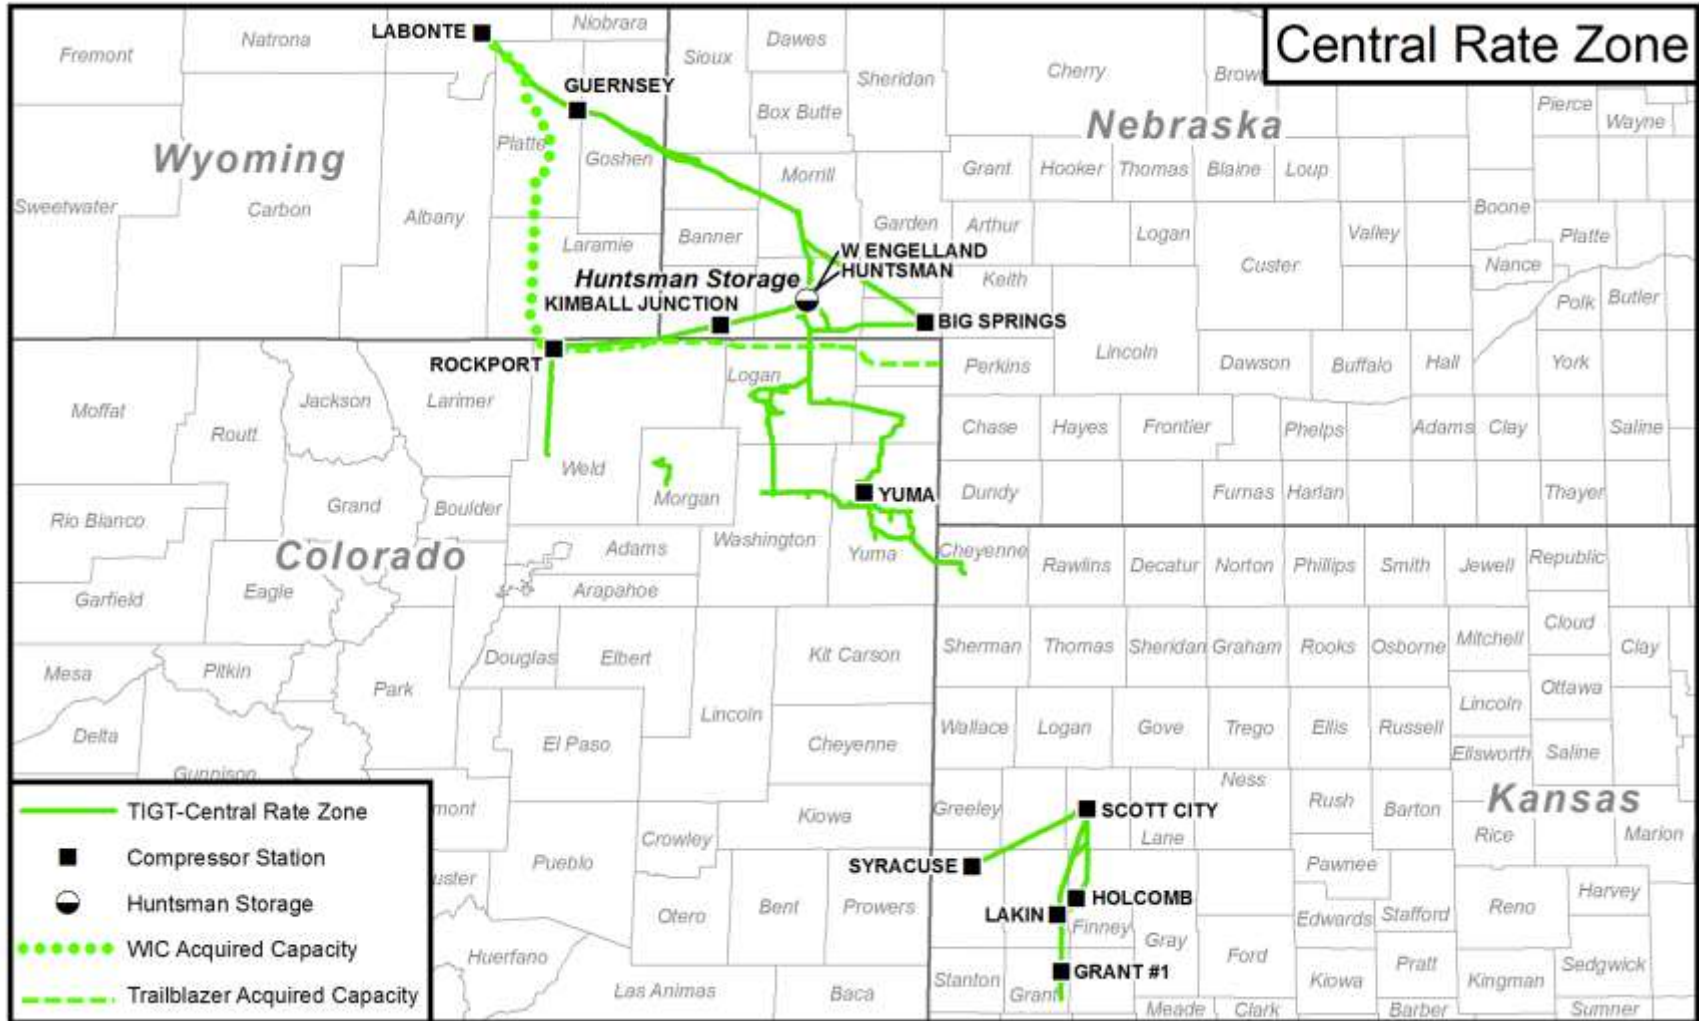 Central Rate Zone
LABONTE
Niobrara
Fremont
Natrona
Sioux
Dawes
Sheridan
Cherry
GUERNSEY
Box Butte
Nebraska
Pierce
Wayne
Wyoming
Platte
Goshen
Morrill
Grant
Hooker
Thomas
Blaine
Loup
Sweetwater
Carbon
Albany
Laramie
Banner
Garden
Arthur
Logan
Custer
Valley
Boone
Platte
Nance
W ENGELLAND
HUNTSMAN
Huntsman Storage
KIMBALL JUNCTION
Keith
Polk
Butler
BIG SPRINGS
ROCKPORT
Logan
Perkins
Lincoln
Dawson
Buffalo
Hall
York
Moffat
Jackson
Larimer
Routt
Chase
Hayes
Frontier
Phelps
Adams
Clay
Saline
Weld
Morgan
YUMA
Dundy
Furnas
Harlan
Thayer
Rio Blanco
Grand
Boulder
Colorado
Adams
Washington
Yuma
Cheyenne
Rawlins
Decatur
Norton
Phillips
Smith
Jewell
Republic
Garfield
Eagle
Arapahoe
Mesa
Pitkin
Park
Douglas
Elbert
Kit Carson
Sherman
Thomas
Sheridan
Graham
Rooks
Osborne
Mitchell
Cloud
Clay
Delta
Gunnison
El Paso
Lincoln
Cheyenne
Wallace
Logan
Gove
Trego
Ellis
Russell
Lincoln
Ottawa
Ellsworth
Saline
mont
Crowley
Kiowa
Greeley
SCOTT CITY
Lane
Ness
Rush
Barton
Kansas
Rice
Marion
uster
Pueblo
SYRACUSE
Pawnee
Otero
Bent
Prowers
LAKIN
HOLCOMB
Finney
Gray
Ford
Edwards
Stafford
Reno
Harvey
Huerfano
Las Animas
Baca
Stanton
Grant
GRANT #1
Meade
Clark
Kiowa
Pratt
Barber
Kingman
Sedgwick
Sumner
TIGT-Central Rate Zone
Compressor Station
Huntsman Storage
WIC Acquired Capacity
Trailblazer Acquired Capacity